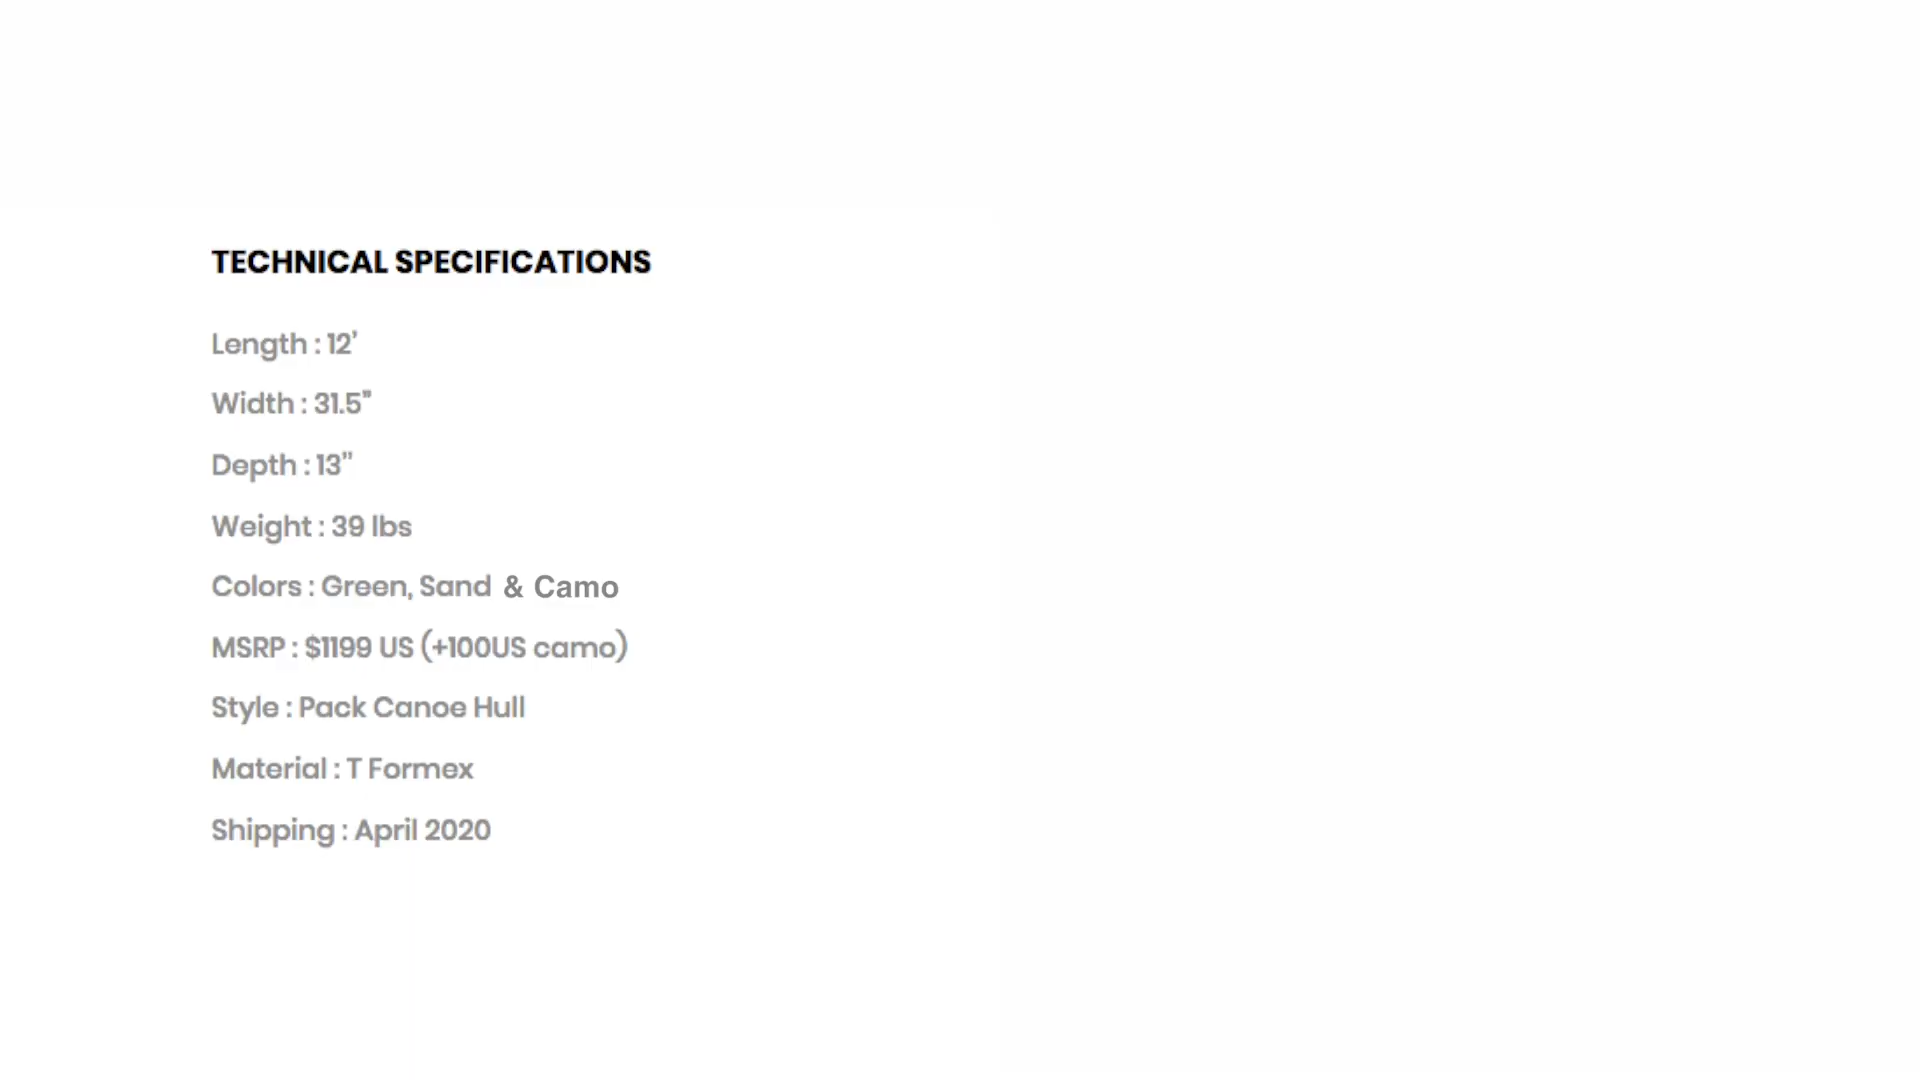 TECHNICAL SPECIFICATIONS
Length : 12’
Width : 31.5”
Depth : 13”
Weight : 39 lbs
Colors : Green, Sand & Camo
MSRP : $1199 US (+100US camo)
Style : Pack Canoe Hull
Material : T Formex
Shipping : April 2020